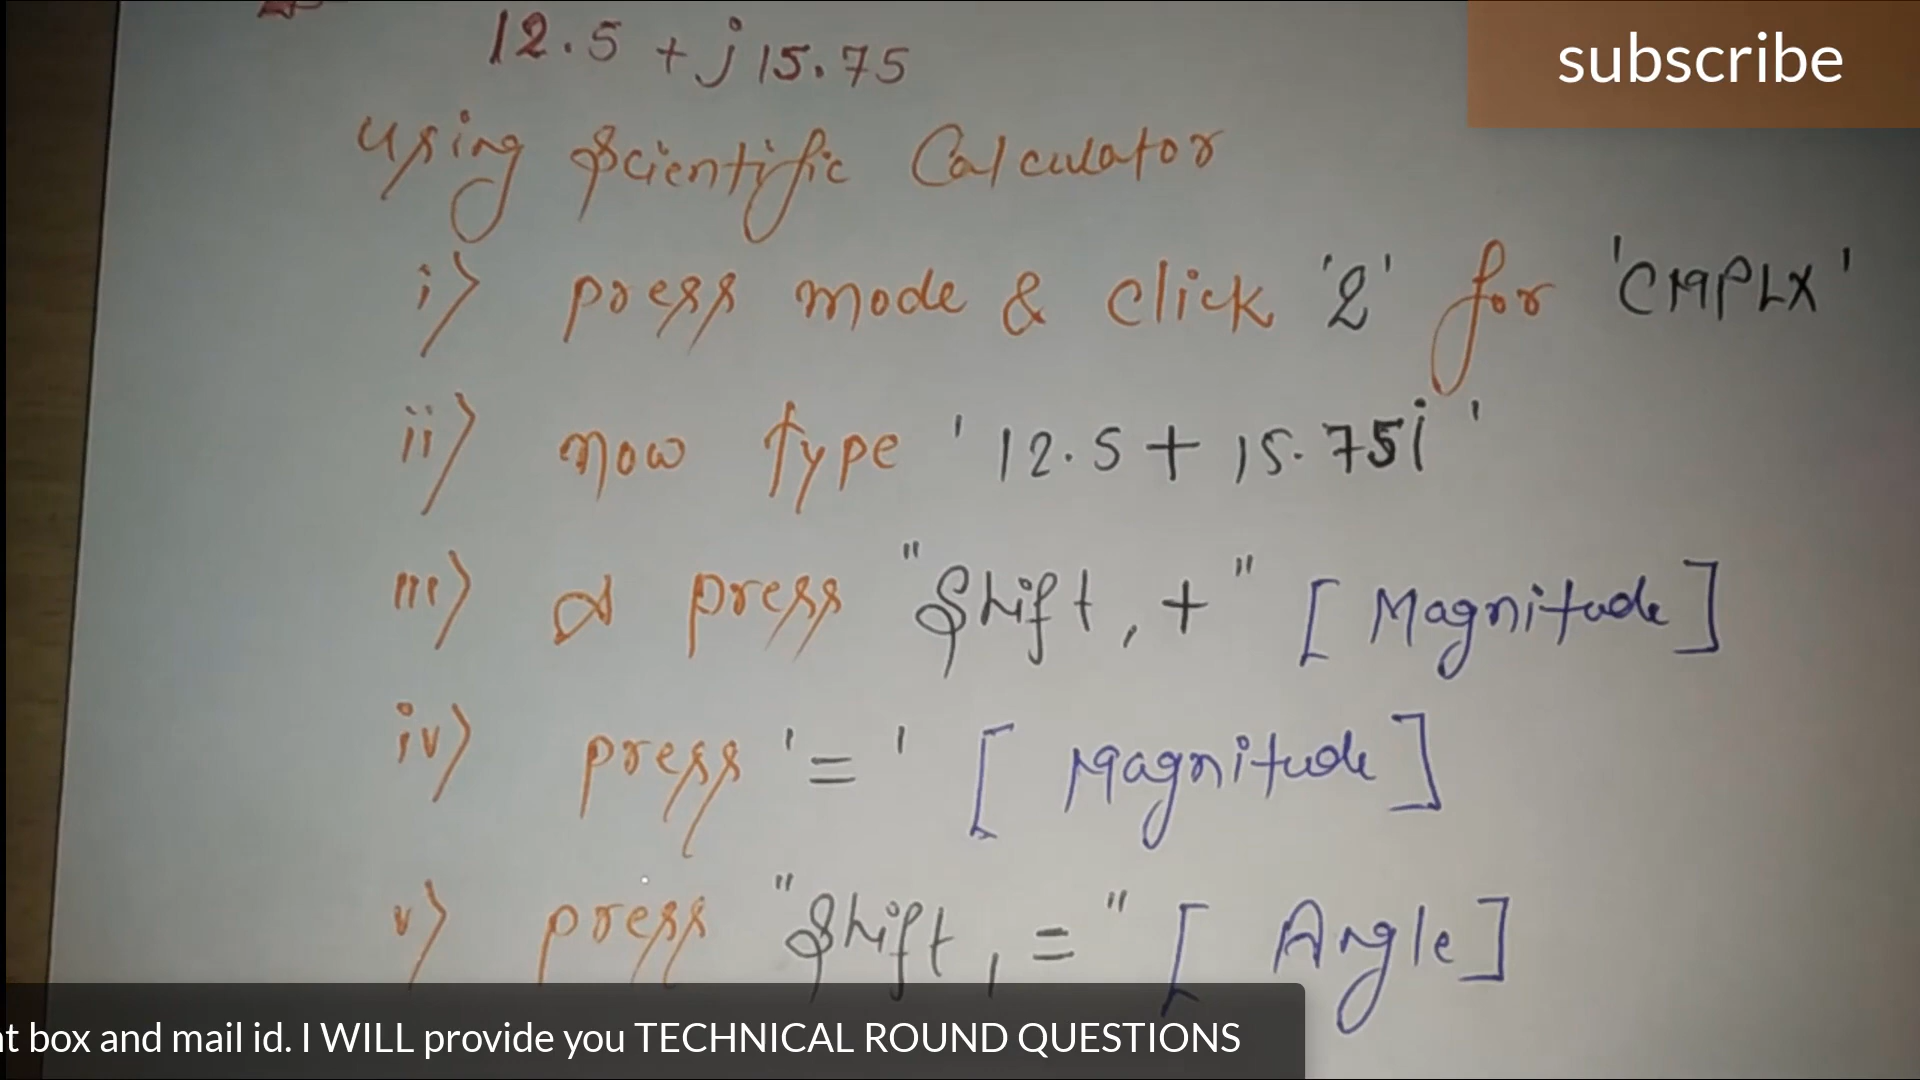 12.5 + j 15.75
subscribe
using scientific Calculator
i) press mode & click '2' for 'CMPLX'
ii) now type '12.5 + 15.75i'
iii) & press "Shift, +" [Magnitude]
iv) press '=' [Magnitude]
v) press "Shift, =" [Angle]
t box and mail id. I WILL provide you TECHNICAL ROUND QUESTIONS